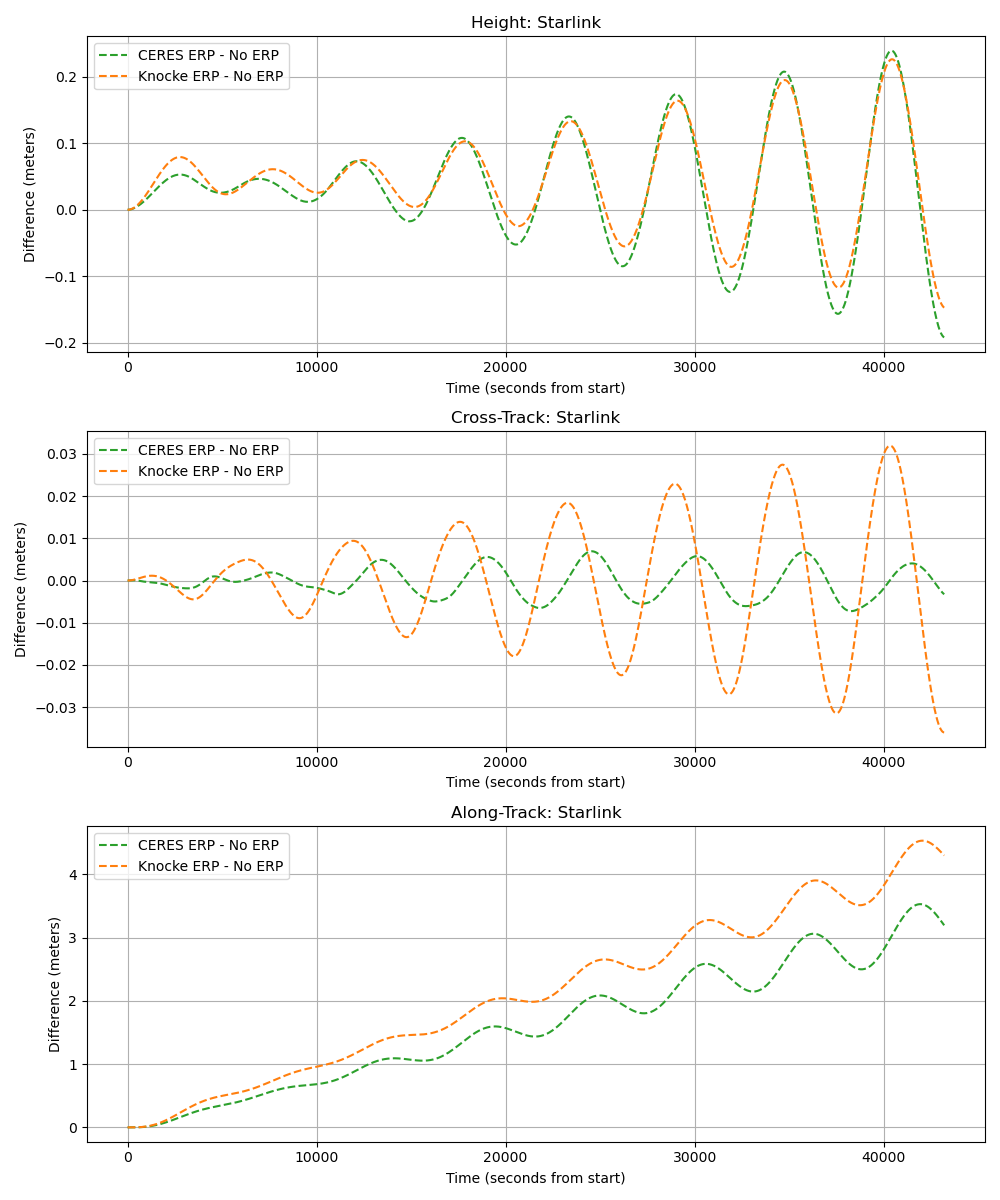 Height: Starlink
CERES ERP - No ERP
Knocke ERP - No ERP
Difference (meters)
0.2
0.1
0.0
−0.1
−0.2
0 10000 20000 30000 40000
Time (seconds from start)
Cross-Track: Starlink
CERES ERP - No ERP
Knocke ERP - No ERP
Difference (meters)
0.03
0.02
0.01
0.00
−0.01
−0.02
−0.03
0 10000 20000 30000 40000
Time (seconds from start)
Along-Track: Starlink
CERES ERP - No ERP
Knocke ERP - No ERP
Difference (meters)
4
3
2
1
0
0 10000 20000 30000 40000
Time (seconds from start)